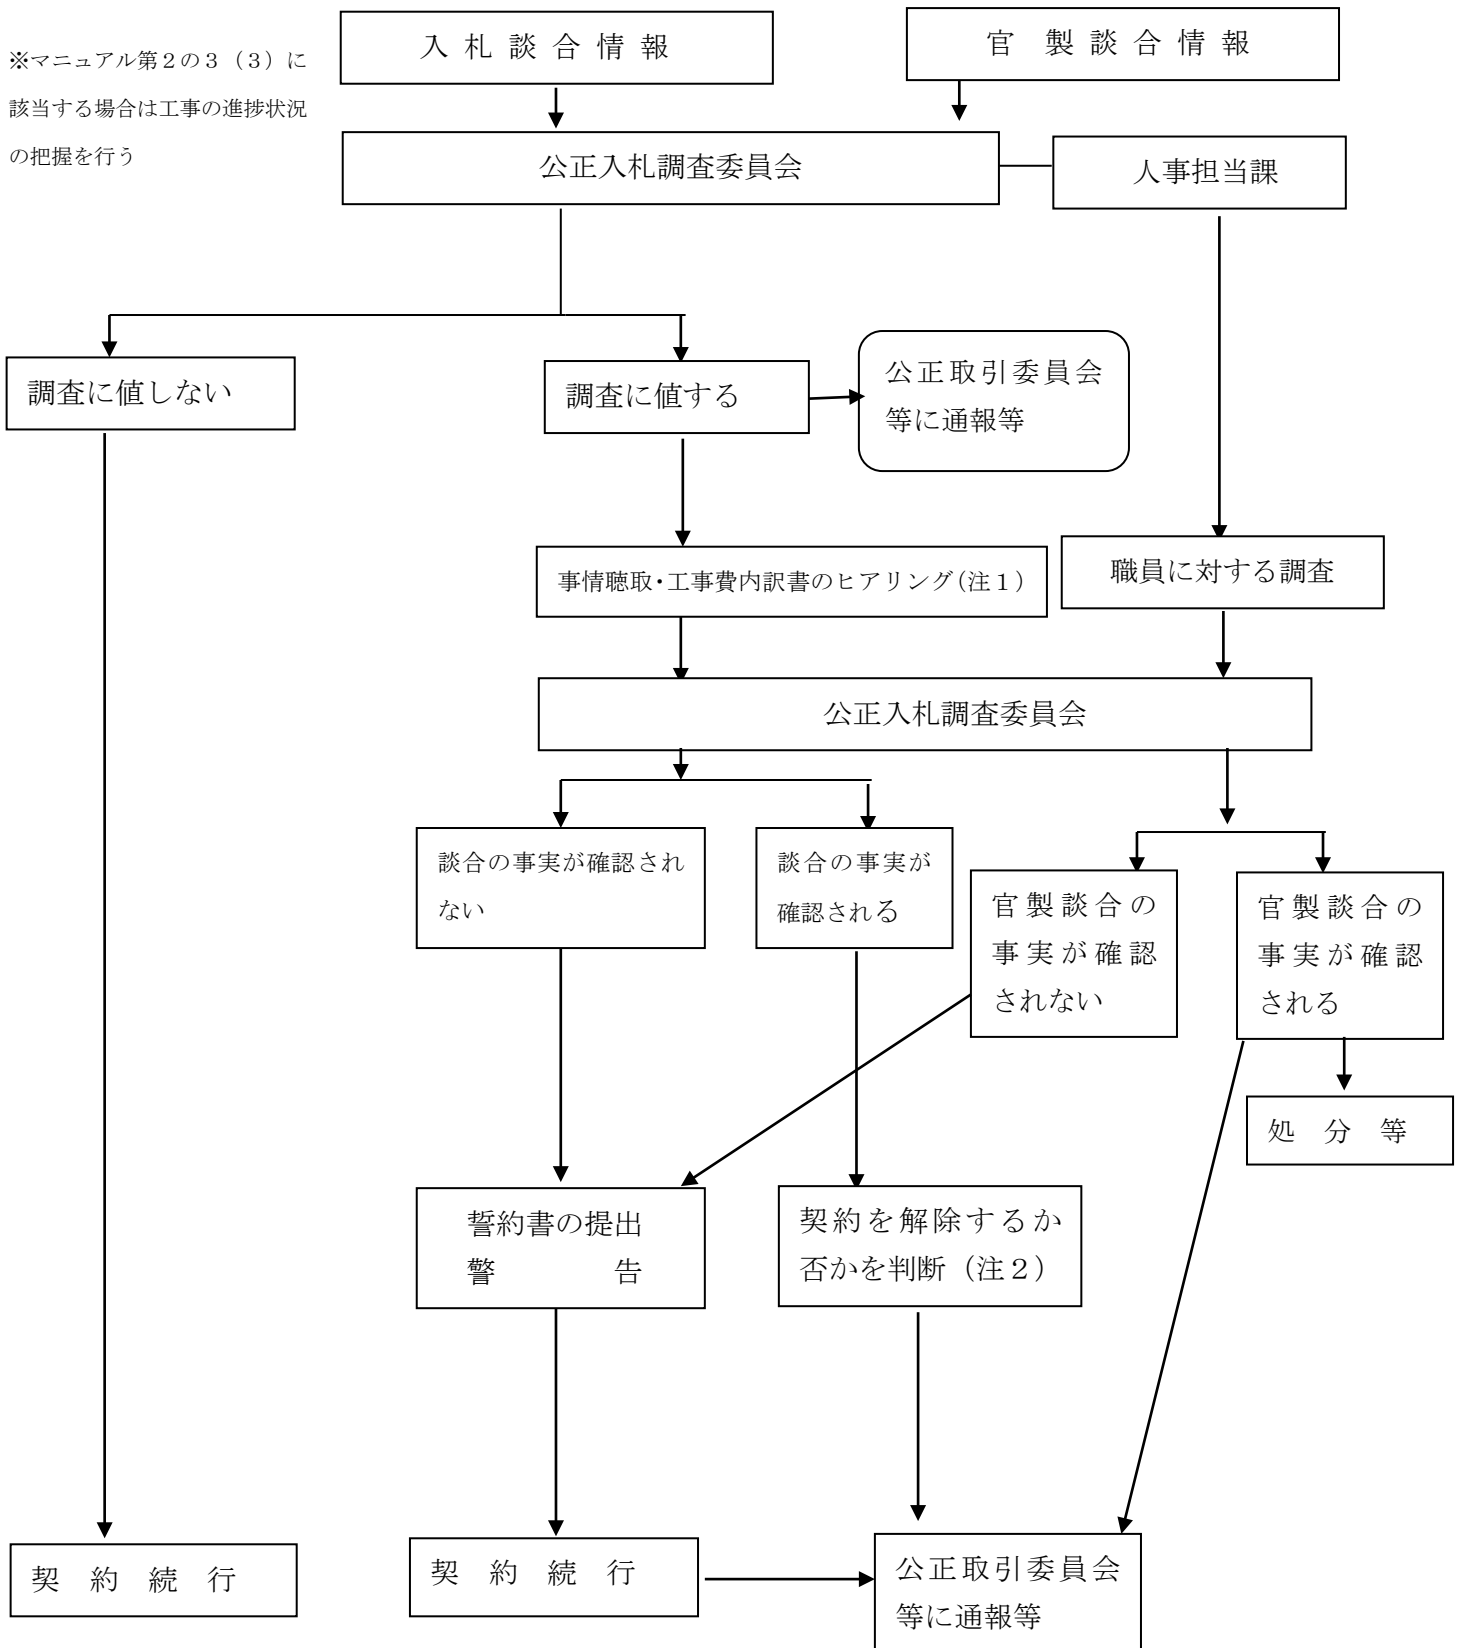 入札談合情報
官製談合情報
※マニュアル第２の３（３）に
該当する場合は工事の進捗状況
の把握を行う
公正入札調査委員会
人事担当課
調査に値しない
調査に値する
公正取引委員会
等に通報等
事情聴取・工事費内訳書のヒアリング（注１）
職員に対する調査
公正入札調査委員会
談合の事実が確認され
ない
談合の事実が
確認される
官製談合の
事実が確認
されない
官製談合の
事実が確認
される
処　分　等
誓約書の提出
警　　　　告
契約を解除するか
否かを判断（注２）
契　約　続　行
契　約　続　行
公正取引委員会
等に通報等